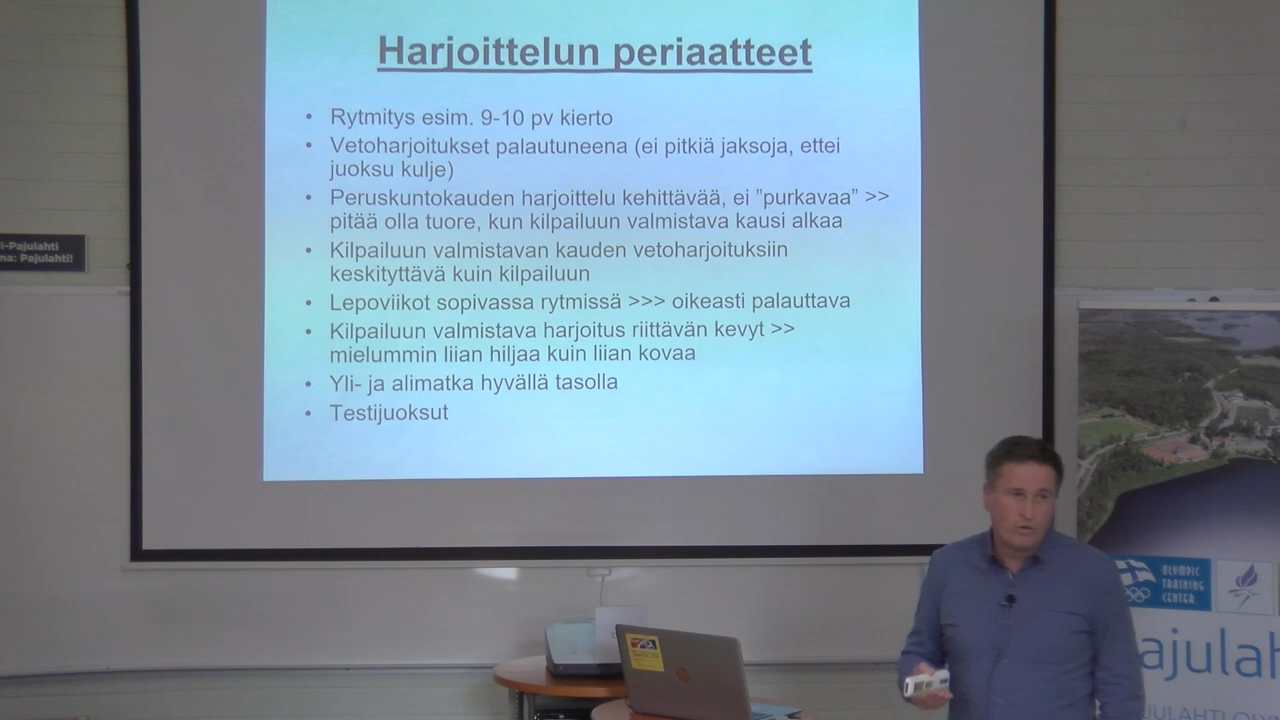 Harjoittelun periaatteet
• Rytmitys esim. 9-10 pv kierto
• Vetoharjoitukset palautuneena (ei pitkiä jaksoja, ettei
juoksu kulje)
• Peruskuntokauden harjoittelu kehittävää, ei ”purkavaa” >>
pitää olla tuore, kun kilpailuun valmistava kausi alkaa
• Kilpailuun valmistavan kauden vetoharjoituksiin
keskityttävä kuin kilpailuun
• Lepoviikot sopivassa rytmissä >>> oikeasti palauttava
• Kilpailuun valmistava harjoitus riittävän kevyt >>
mielummin liian hiljaa kuin liian kovaa
• Yli- ja alimatka hyvällä tasolla
• Testijuoksut
i-Pajulahti
na: Pajulahti!
OLYMPIC
TRAINING
CENTER
ajulah